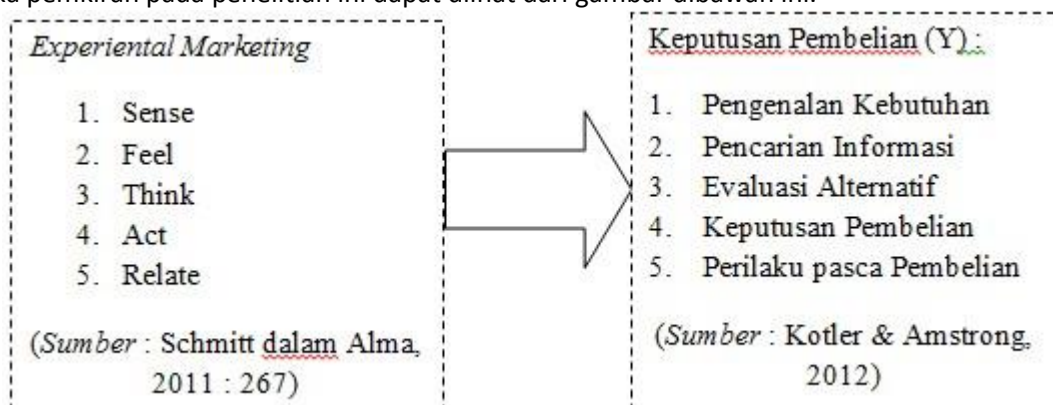 pemikiran pada penelitian ini dapat dilihat dari gambar dibawah ini.
Experiental Marketing
1. Sense
2. Feel
3. Think
4. Act
5. Relate
(Sumber : Schmitt dalam Alma,
2011 : 267)
Keputusan Pembelian (Y) :
1. Pengenalan Kebutuhan
2. Pencarian Informasi
3. Evaluasi Alternatif
4. Keputusan Pembelian
5. Perilaku pasca Pembelian
(Sumber : Kotler & Amstrong,
2012)